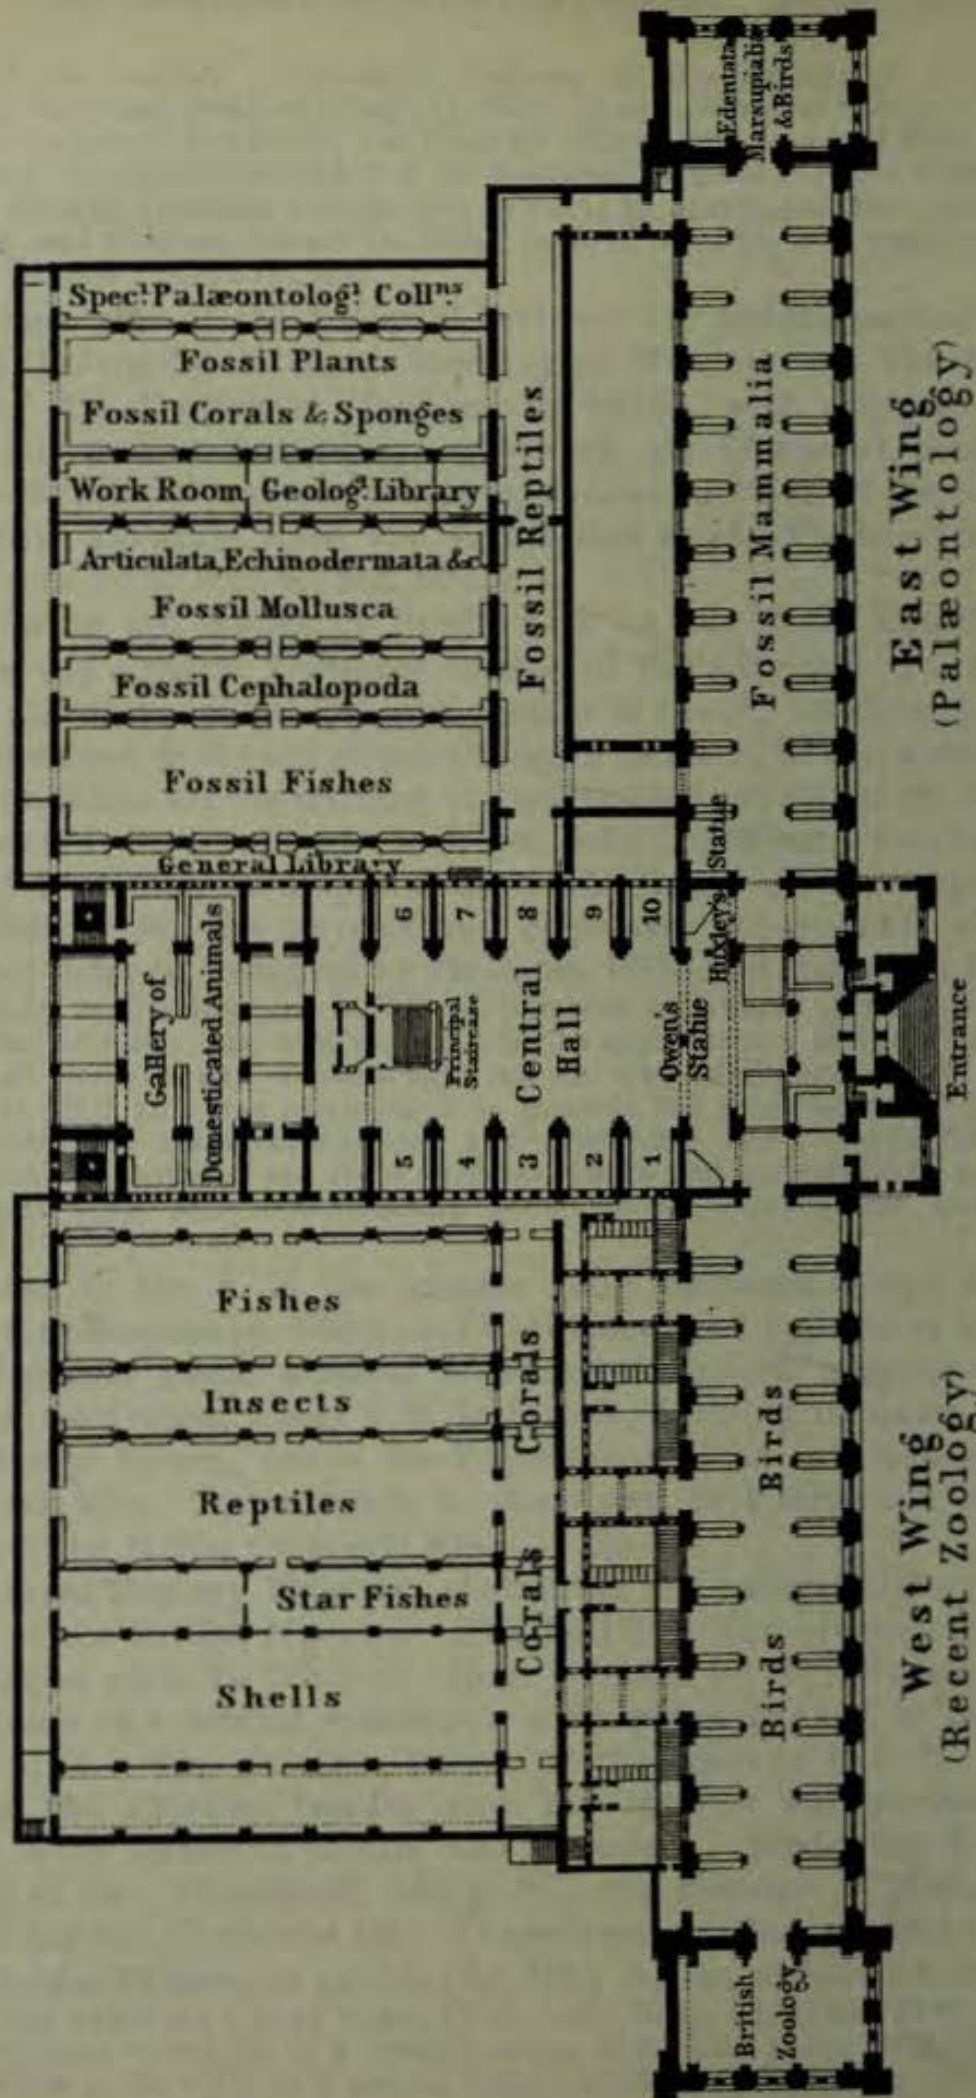 Edentata
Marsupialia
& Birds
Spec.l Palæontolog.l Coll.ns
Fossil Plants
Fossil Corals & Sponges
Work Room, Geolog.l Library
Articulata, Echinodermata &c.
Fossil Mollusca
Fossil Cephalopoda
Fossil Fishes
General Library
Fossil Reptiles
Fossil Mammalia
East Wing
(Palæontology)
Gallery of
Domesticated Animals
6
7
8
9
10
Principal
Staircase
Central
Hall
Owen's
Statue
Huxley's Statue
Entrance
5
4
3
2
1
Fishes
Insects
Reptiles
Star Fishes
Shells
Corals
Corals
Birds
Birds
West Wing
(Recent Zoology)
British
Zoology